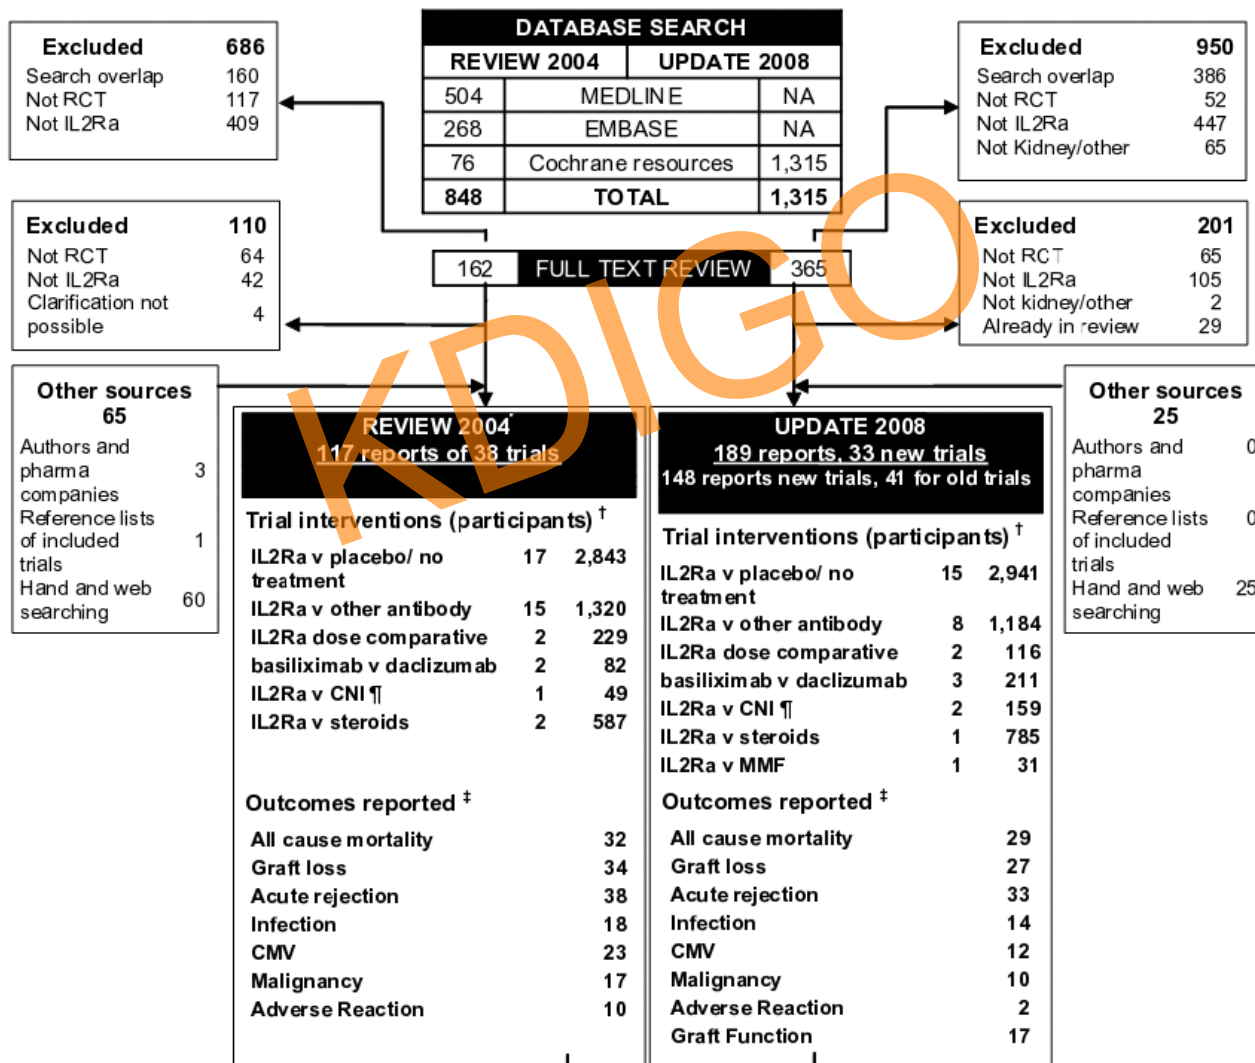 DATABASE SEARCH
REVIEW 2004 UPDATE 2008
504 MEDLINE NA
268 EMBASE NA
76 Cochrane resources 1,315
848 TOTAL 1,315
Excluded 686
Search overlap 160
Not RCT 117
Not IL2Ra 409
Excluded 950
Search overlap 386
Not RCT 52
Not IL2Ra 447
Not Kidney/other 65
162 FULL TEXT REVIEW 365
Excluded 110
Not RCT 64
Not IL2Ra 42
Clarification not
possible 4
Excluded 201
Not RCT 65
Not IL2Ra 105
Not kidney/other 2
Already in review 29
Other sources
65
Authors and
pharma 3
companies
Reference lists
of included 1
trials
Hand and web
searching 60
Other sources
25
Authors and 0
pharma
companies
Reference lists 0
of included
trials
Hand and web 25
searching
REVIEW 2004*
117 reports of 38 trials
Trial interventions (participants) †
IL2Ra v placebo/ no 17 2,843
treatment
IL2Ra v other antibody 15 1,320
IL2Ra dose comparative 2 229
basiliximab v daclizumab 2 82
IL2Ra v CNI ¶ 1 49
IL2Ra v steroids 2 587
Outcomes reported ‡
All cause mortality 32
Graft loss 34
Acute rejection 38
Infection 18
CMV 23
Malignancy 17
Adverse Reaction 10
UPDATE 2008
189 reports, 33 new trials
148 reports new trials, 41 for old trials
Trial interventions (participants) †
IL2Ra v placebo/ no 15 2,941
treatment
IL2Ra v other antibody 8 1,184
IL2Ra dose comparative 2 116
basiliximab v daclizumab 3 211
IL2Ra v CNI ¶ 2 159
IL2Ra v steroids 1 785
IL2Ra v MMF 1 31
Outcomes reported ‡
All cause mortality 29
Graft loss 27
Acute rejection 33
Infection 14
CMV 12
Malignancy 10
Adverse Reaction 2
Graft Function 17
KDIGO